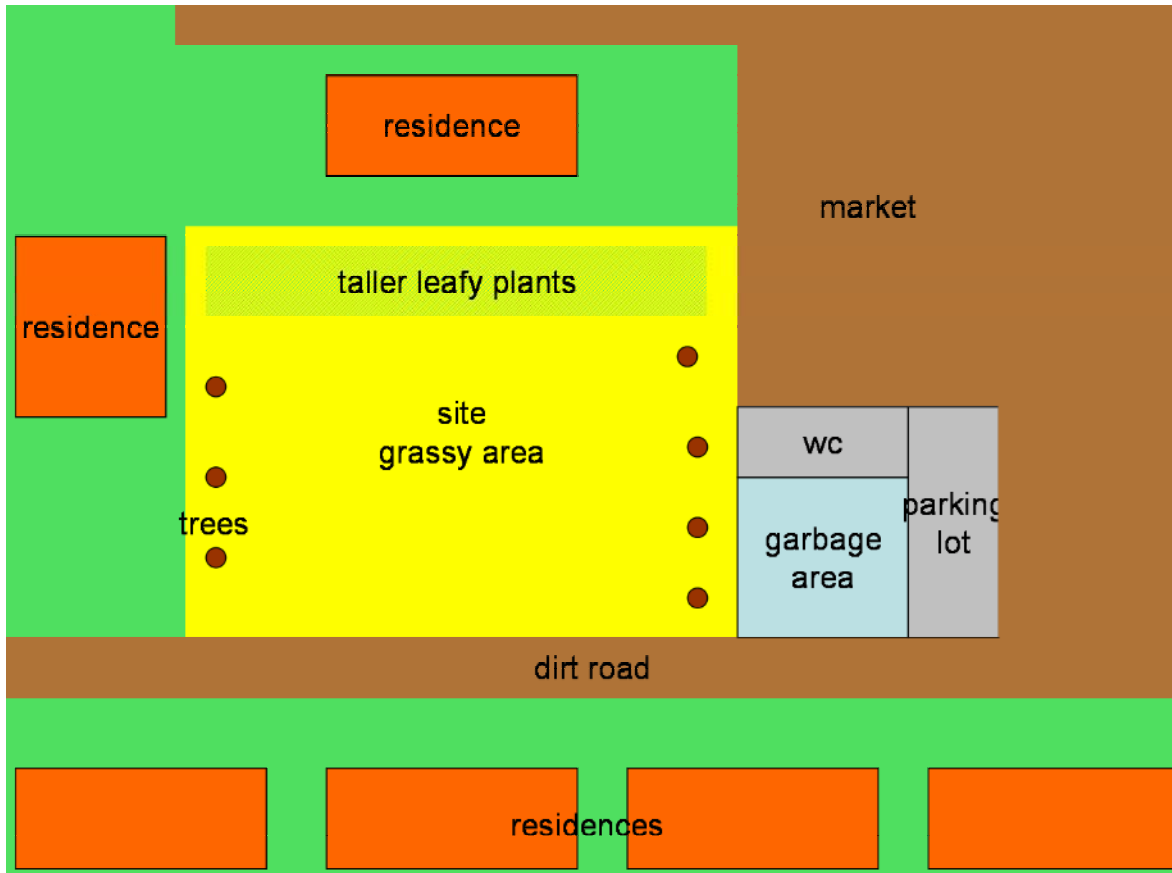 residence
market
taller leafy plants
residence
site
grassy area
wc
parking
lot
trees
garbage
area
dirt road
residences